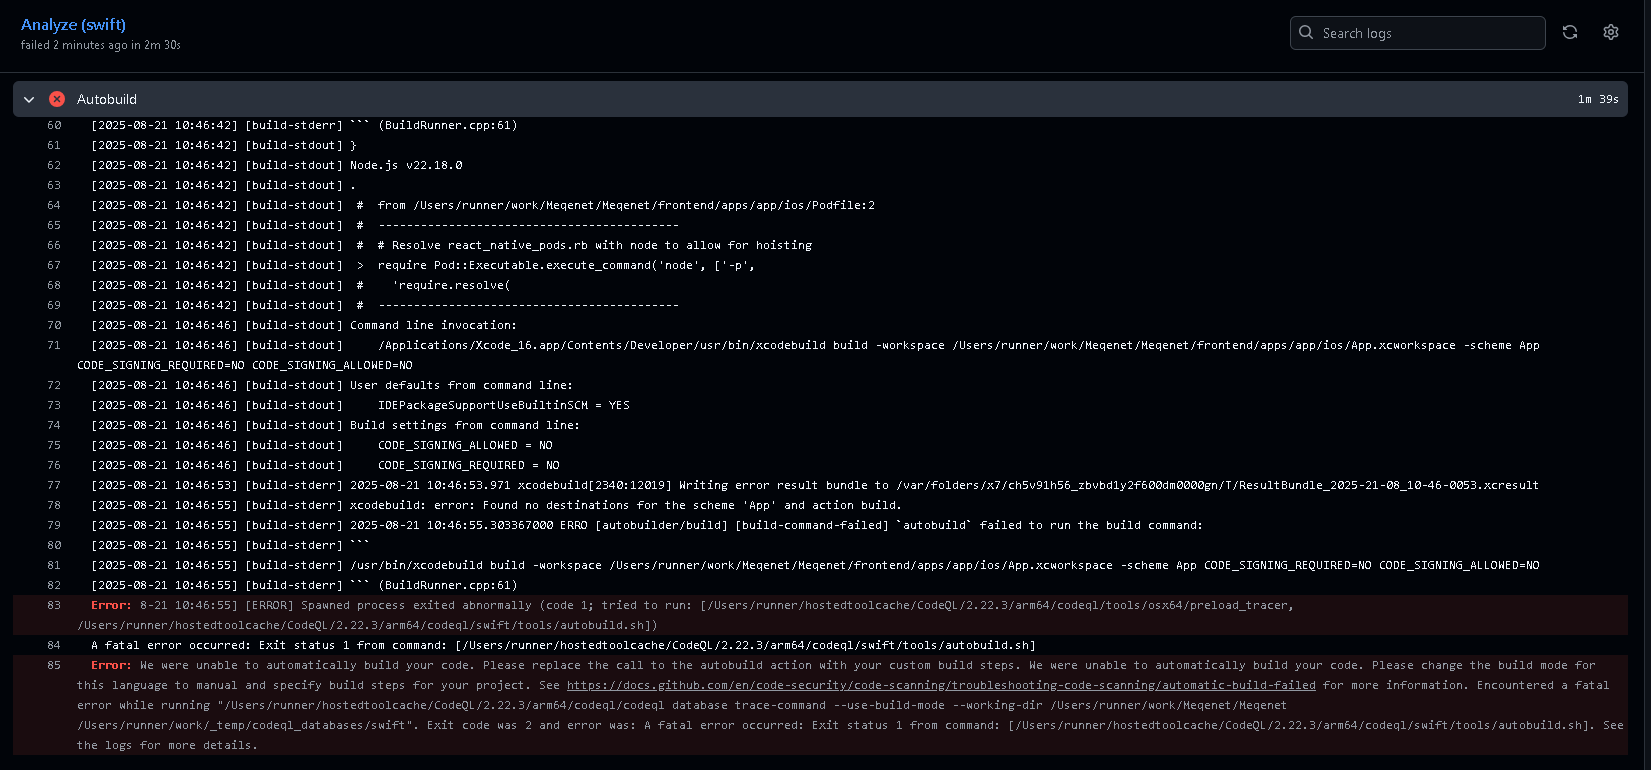 Analyze (swift)
failed 2 minutes ago in 2m 30s
Search logs
Autobuild
1m 39s
60 [2025-08-21 10:46:42] [build-stderr] ``` (BuildRunner.cpp:61)
61 [2025-08-21 10:46:42] [build-stdout] }
62 [2025-08-21 10:46:42] [build-stdout] Node.js v22.18.0
63 [2025-08-21 10:46:42] [build-stdout] .
64 [2025-08-21 10:46:42] [build-stdout]  #  from /Users/runner/work/Meqenet/Meqenet/frontend/apps/app/ios/Podfile:2
65 [2025-08-21 10:46:42] [build-stdout]  #  -------------------------------------------
66 [2025-08-21 10:46:42] [build-stdout]  #  # Resolve react_native_pods.rb with node to allow for hoisting
67 [2025-08-21 10:46:42] [build-stdout]  >  require Pod::Executable.execute_command('node', ['-p',
68 [2025-08-21 10:46:42] [build-stdout]  #    'require.resolve(
69 [2025-08-21 10:46:42] [build-stdout]  #  -------------------------------------------
70 [2025-08-21 10:46:46] [build-stdout] Command line invocation:
71 [2025-08-21 10:46:46] [build-stdout]     /Applications/Xcode_16.app/Contents/Developer/usr/bin/xcodebuild build -workspace /Users/runner/work/Meqenet/Meqenet/frontend/apps/app/ios/App.xcworkspace -scheme App
CODE_SIGNING_REQUIRED=NO CODE_SIGNING_ALLOWED=NO
72 [2025-08-21 10:46:46] [build-stdout] User defaults from command line:
73 [2025-08-21 10:46:46] [build-stdout]     IDEPackageSupportUseBuiltinSCM = YES
74 [2025-08-21 10:46:46] [build-stdout] Build settings from command line:
75 [2025-08-21 10:46:46] [build-stdout]     CODE_SIGNING_ALLOWED = NO
76 [2025-08-21 10:46:46] [build-stdout]     CODE_SIGNING_REQUIRED = NO
77 [2025-08-21 10:46:53] [build-stderr] 2025-08-21 10:46:53.971 xcodebuild[2340:12019] Writing error result bundle to /var/folders/x7/ch5v91h56_zbvbd1y2f600dm0000gn/T/ResultBundle_2025-21-08_10-46-0053.xcresult
78 [2025-08-21 10:46:55] [build-stderr] xcodebuild: error: Found no destinations for the scheme 'App' and action build.
79 [2025-08-21 10:46:55] [build-stderr] 2025-08-21 10:46:55.303367000 ERRO [autobuilder/build] [build-command-failed] `autobuild` failed to run the build command:
80 [2025-08-21 10:46:55] [build-stderr] ```
81 [2025-08-21 10:46:55] [build-stderr] /usr/bin/xcodebuild build -workspace /Users/runner/work/Meqenet/Meqenet/frontend/apps/app/ios/App.xcworkspace -scheme App CODE_SIGNING_REQUIRED=NO CODE_SIGNING_ALLOWED=NO
82 [2025-08-21 10:46:55] [build-stderr] ``` (BuildRunner.cpp:61)
83 Error: 8-21 10:46:55] [ERROR] Spawned process exited abnormally (code 1; tried to run: [/Users/runner/hostedtoolcache/CodeQL/2.22.3/arm64/codeql/tools/osx64/preload_tracer,
/Users/runner/hostedtoolcache/CodeQL/2.22.3/arm64/codeql/swift/tools/autobuild.sh])
84 A fatal error occurred: Exit status 1 from command: [/Users/runner/hostedtoolcache/CodeQL/2.22.3/arm64/codeql/swift/tools/autobuild.sh]
85 Error: We were unable to automatically build your code. Please replace the call to the autobuild action with your custom build steps. We were unable to automatically build your code. Please change the build mode for
this language to manual and specify build steps for your project. See https://docs.github.com/en/code-security/code-scanning/troubleshooting-code-scanning/automatic-build-failed for more information. Encountered a fatal
error while running "/Users/runner/hostedtoolcache/CodeQL/2.22.3/arm64/codeql/codeql database trace-command --use-build-mode --working-dir /Users/runner/work/Meqenet/Meqenet
/Users/runner/work/_temp/codeql_databases/swift". Exit code was 2 and error was: A fatal error occurred: Exit status 1 from command: [/Users/runner/hostedtoolcache/CodeQL/2.22.3/arm64/codeql/swift/tools/autobuild.sh]. See
the logs for more details.